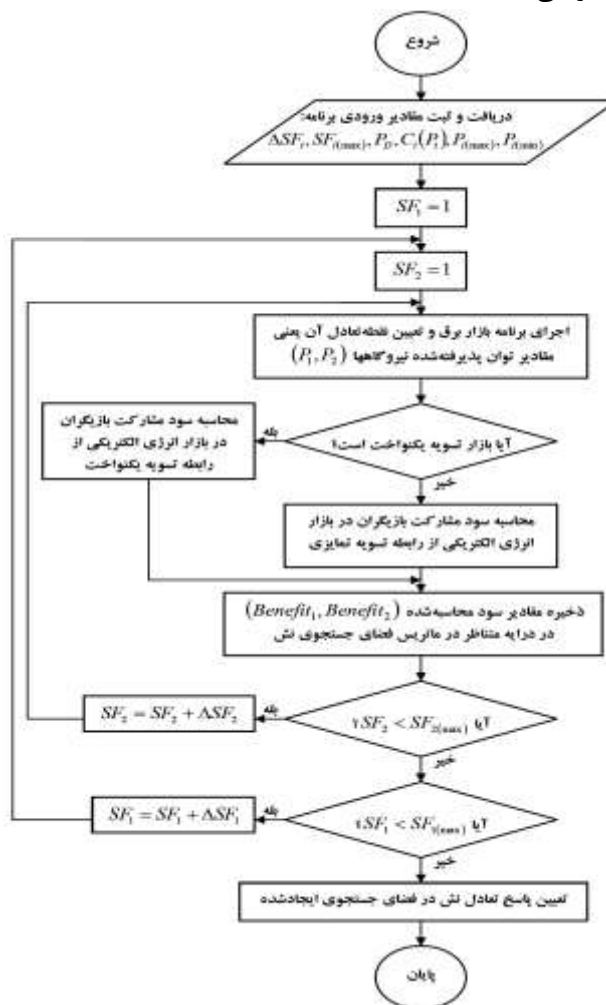 شروع
دریافت و ثبت مقادیر ورودی برنامه:
ΔSF_i, SF_i(max), P_D, C_i(P_i), P_i(max), P_i(min)
SF_1 = 1
SF_2 = 1
اجرای برنامه بازار برق و تعیین نقطه‌تعادل آن یعنی
مقادیر توان پذیرفته‌شده نیروگاهها (P_1, P_2)
آیا بازار تسویه یکنواخت است؟
بله
محاسبه سود مشارکت بازیگران
در بازار انرژی الکتریکی از
رابطه تسویه یکنواخت
خیر
محاسبه سود مشارکت بازیگران در بازار
انرژی الکتریکی از رابطه تسویه تمایزی
ذخیره مقادیر سود محاسبه‌شده (Benefit_1, Benefit_2)
در درایه متناظر در ماتریس فضای جستجوی نش
آیا SF_2 < SF_2(max) ؟
بله
SF_2 = SF_2 + ΔSF_2
خیر
آیا SF_1 < SF_1(max) ؟
بله
SF_1 = SF_1 + ΔSF_1
خیر
تعیین پاسخ تعادل نش در فضای جستجوی ایجادشده
پایان